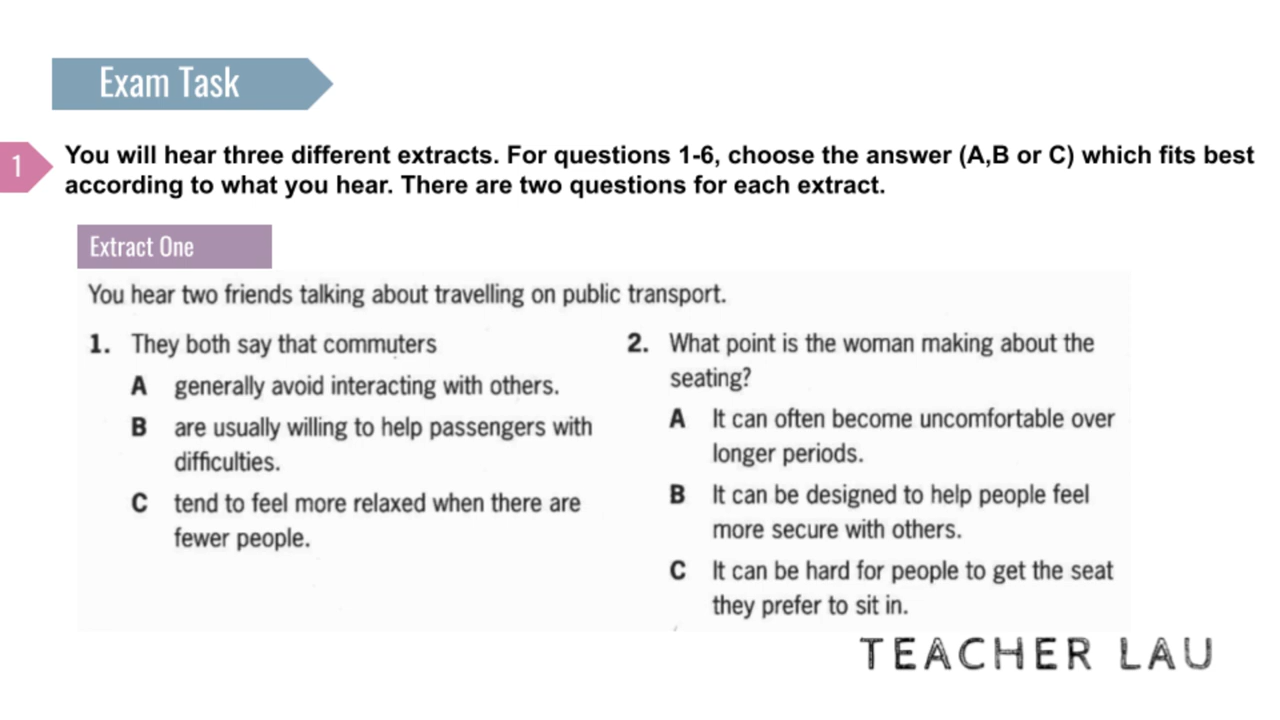 Exam Task
1
You will hear three different extracts. For questions 1-6, choose the answer (A,B or C) which fits best
according to what you hear. There are two questions for each extract.
Extract One
You hear two friends talking about travelling on public transport.
1. They both say that commuters
A generally avoid interacting with others.
B are usually willing to help passengers with
difficulties.
C tend to feel more relaxed when there are
fewer people.
2. What point is the woman making about the
seating?
A It can often become uncomfortable over
longer periods.
B It can be designed to help people feel
more secure with others.
C It can be hard for people to get the seat
they prefer to sit in.
TEACHER LAU